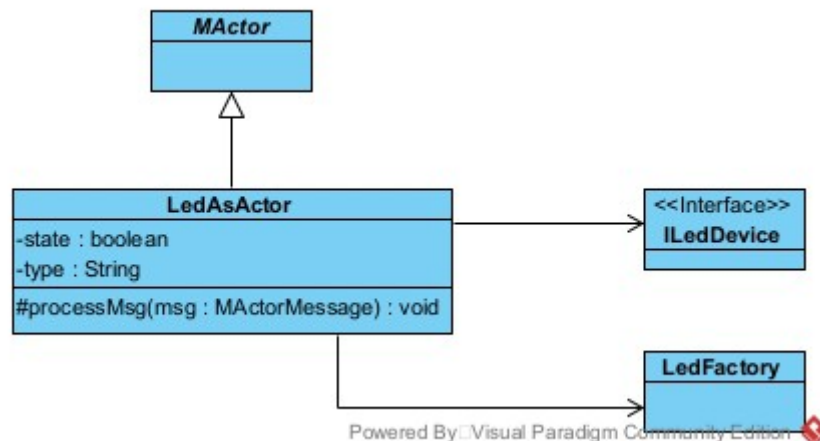 MActor
LedAsActor
-state : boolean
-type : String
#processMsg(msg : MActorMessage) : void
<<Interface>>
ILedDevice
LedFactory
Powered By□Visual Paradigm Community Edition